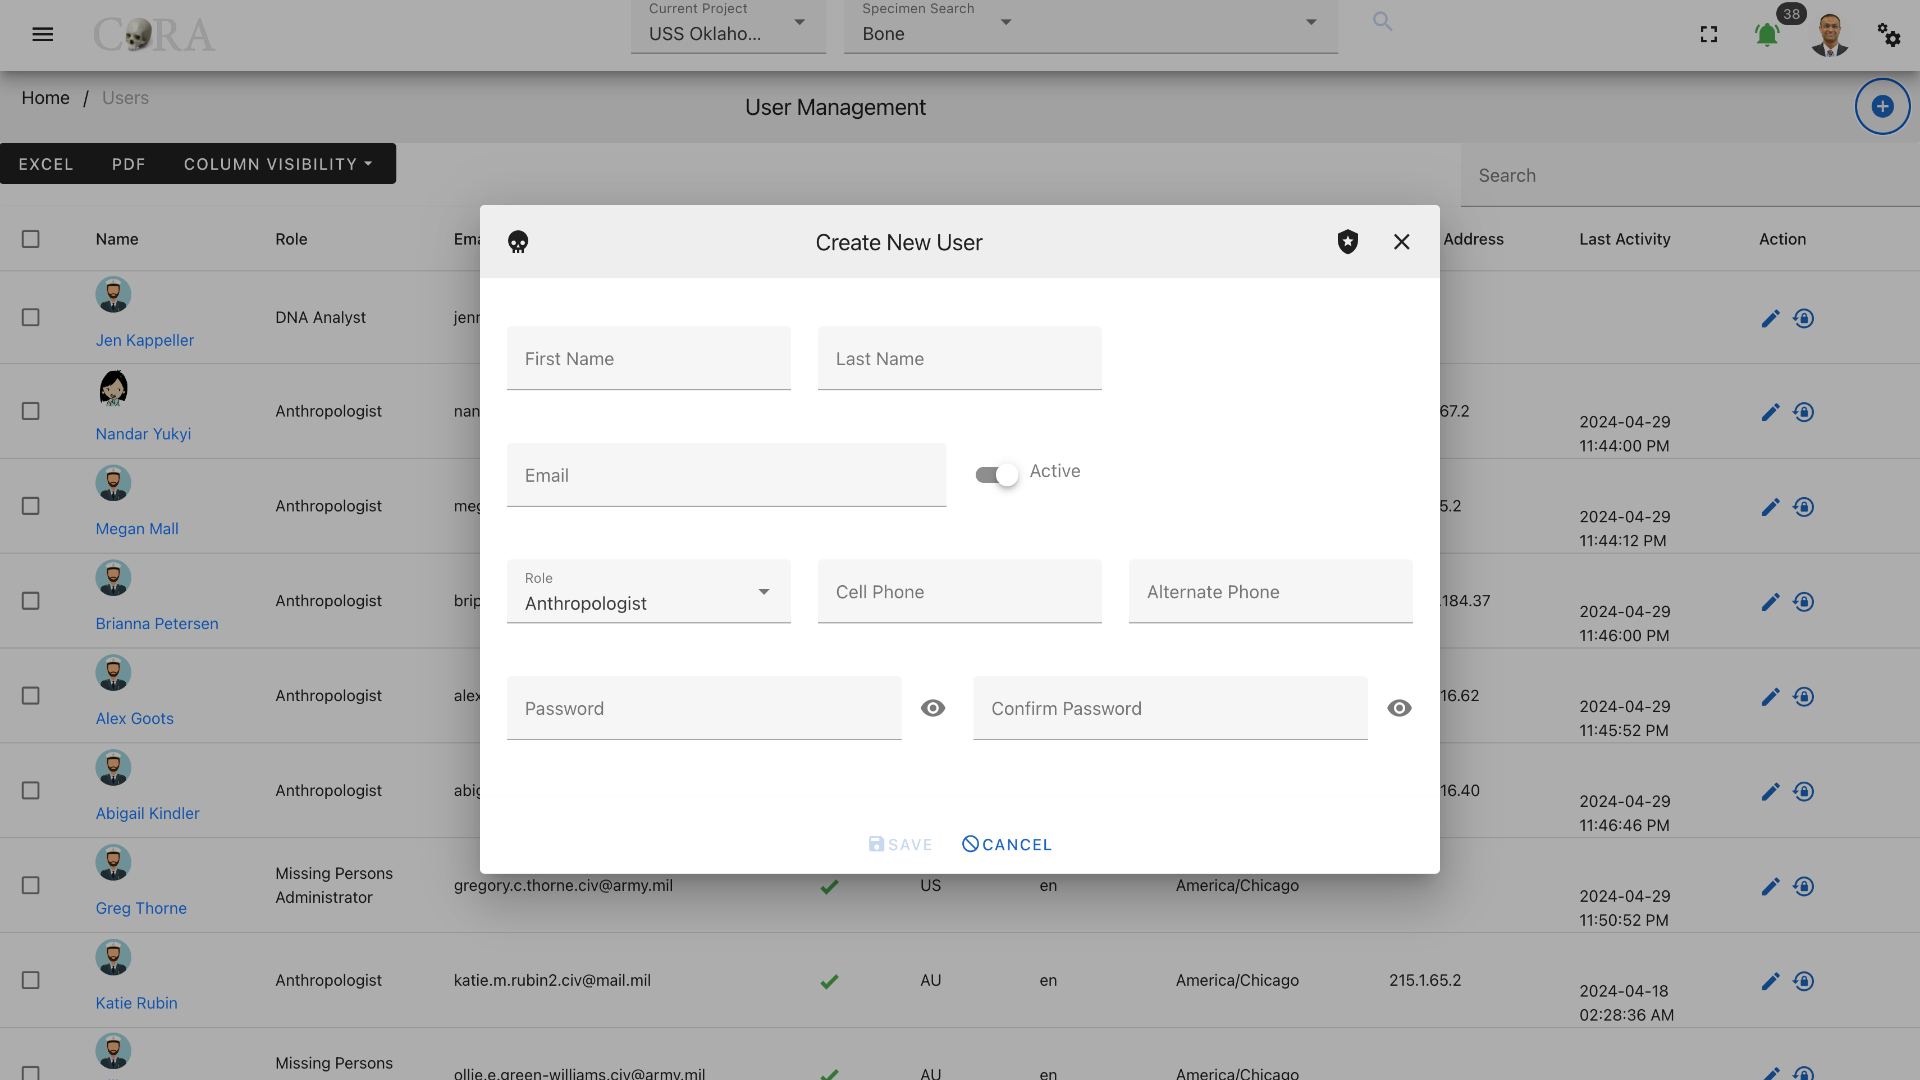 CORA
Current Project
USS Oklaho...
Specimen Search
Bone
38
Home / Users
User Management
EXCEL PDF COLUMN VISIBILITY
Search
Name Role Ema Address Last Activity Action
Create New User
First Name Last Name
Email Active
Role
Anthropologist
Cell Phone Alternate Phone
Password Confirm Password
SAVE CANCEL
Jen Kappeller DNA Analyst jenr
Nandar Yukyi Anthropologist nan 67.2 2024-04-29
11:44:00 PM
Megan Mall Anthropologist meg 5.2 2024-04-29
11:44:12 PM
Brianna Petersen Anthropologist brip .184.37 2024-04-29
11:46:00 PM
Alex Goots Anthropologist alex 16.62 2024-04-29
11:45:52 PM
Abigail Kindler Anthropologist abig 16.40 2024-04-29
11:46:46 PM
Greg Thorne Missing Persons
Administrator gregory.c.thorne.civ@army.mil US en America/Chicago 2024-04-29
11:50:52 PM
Katie Rubin Anthropologist katie.m.rubin2.civ@mail.mil AU en America/Chicago 215.1.65.2 2024-04-18
02:28:36 AM
Missing Persons ollie.e.green-williams.civ@army.mil AU en America/Chicago